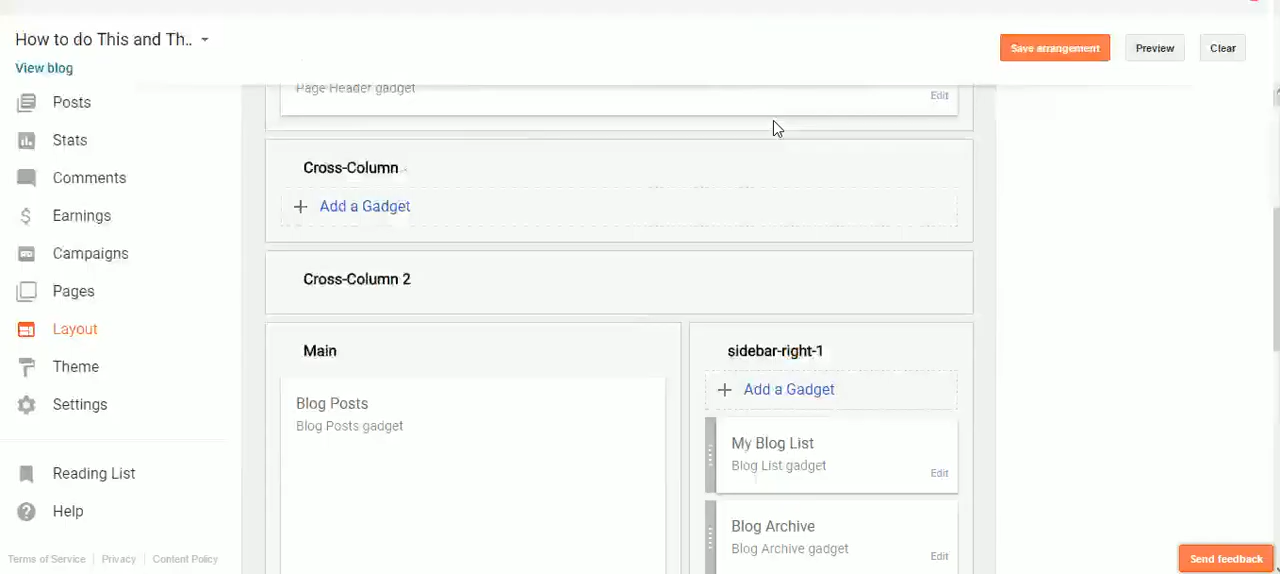 How to do This and Th..
View blog
Save arrangement
Preview
Clear
Posts
Stats
Comments
Earnings
Campaigns
Pages
Layout
Theme
Settings
Reading List
Help
Terms of Service
Privacy
Content Policy
Page Header gadget
Edit
Cross-Column
Add a Gadget
Cross-Column 2
Main
Blog Posts
Blog Posts gadget
sidebar-right-1
Add a Gadget
My Blog List
Blog List gadget
Edit
Blog Archive
Blog Archive gadget
Edit
Send feedback